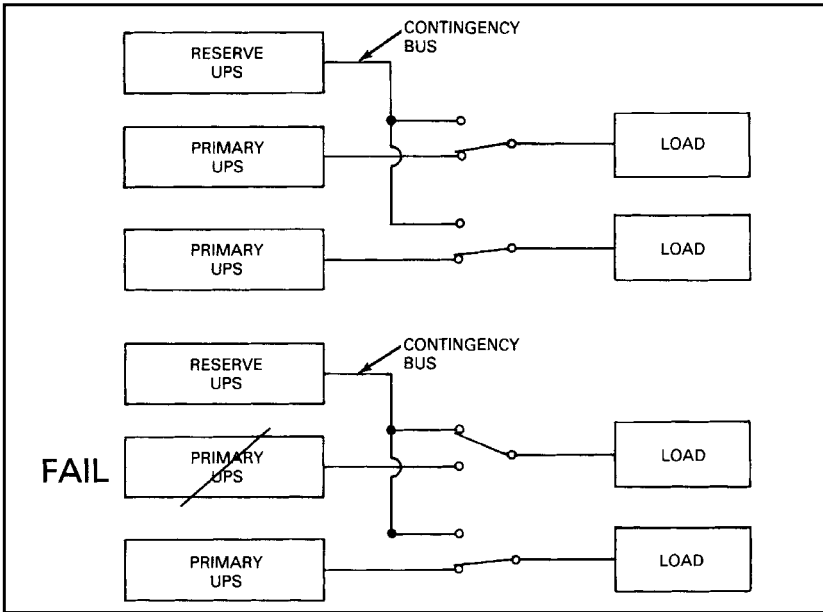 CONTINGENCY
BUS
RESERVE
UPS
PRIMARY
UPS
LOAD
PRIMARY
UPS
LOAD
CONTINGENCY
BUS
RESERVE
UPS
FAIL
PRIMARY
UPS
LOAD
PRIMARY
UPS
LOAD